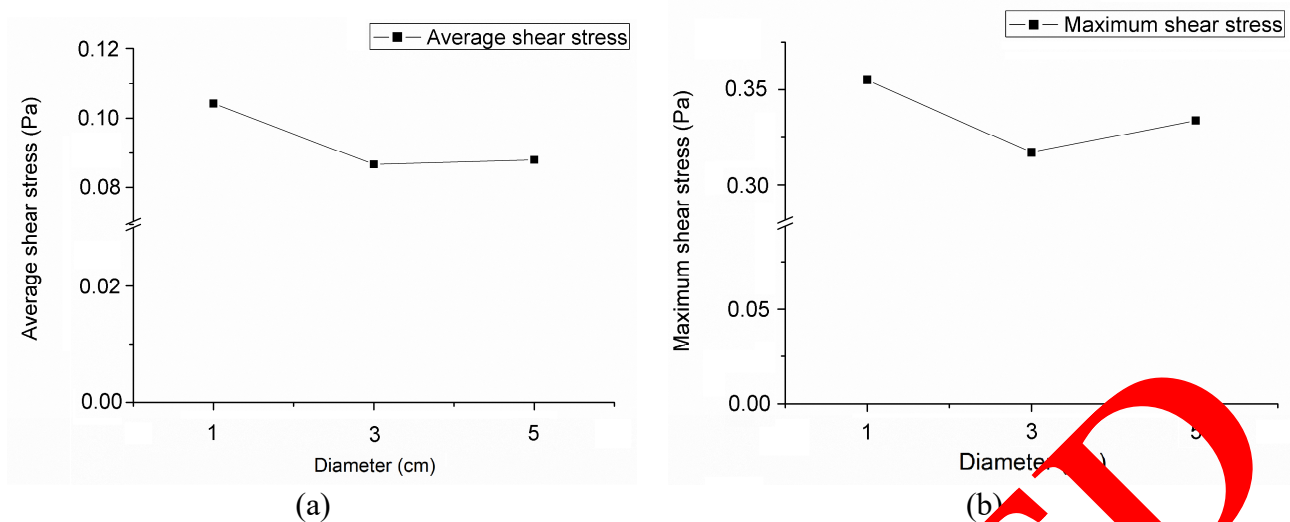 Average shear stress
0.12
0.10
0.08
0.02
0.00
Average shear stress (Pa)
1 3 5
Diameter (cm)
(a)
Maximum shear stress
0.35
0.30
0.05
0.00
Maximum shear stress (Pa)
1 3 5
(b)
D